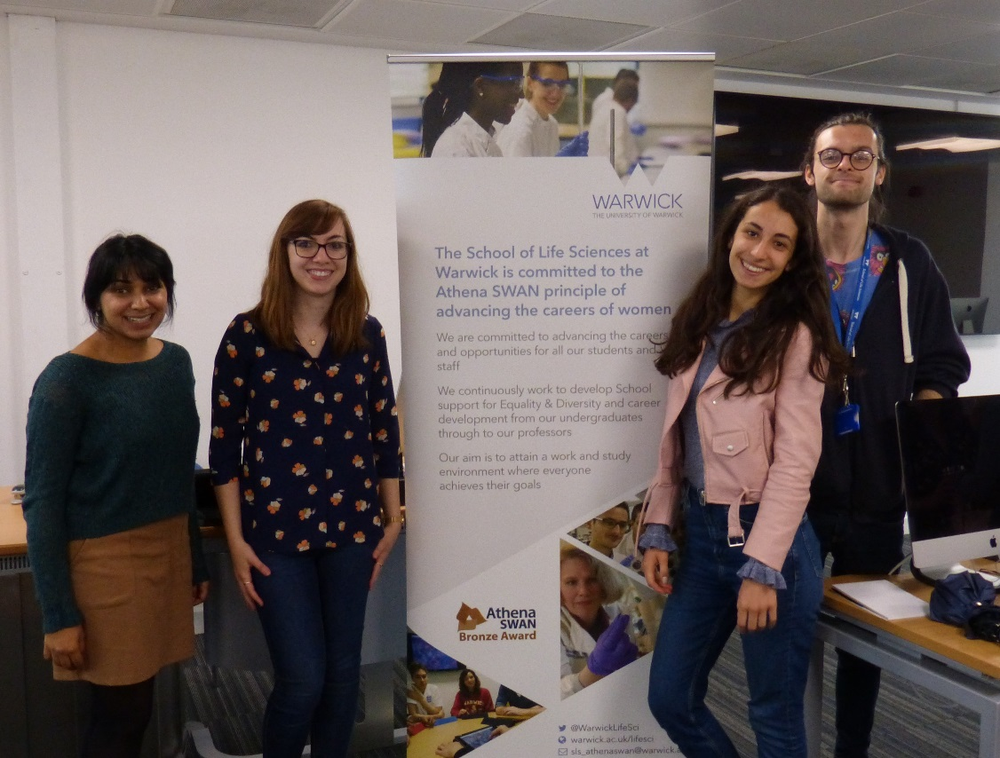 WARWICK
THE UNIVERSITY OF WARWICK
The School of Life Sciences at
Warwick is committed to the
Athena SWAN principle of
advancing the careers of women
We are committed to advancing the careers
and opportunities for all our students and
staff
We continuously work to develop School
support for Equality & Diversity and career
development from our undergraduates
through to our professors
Our aim is to attain a work and study
environment where everyone
achieves their goals
Athena
SWAN
Bronze Award
WARWICK
@WarwickLifeSci
warwick.ac.uk/lifesci
sls_athenaswan@warwick.a